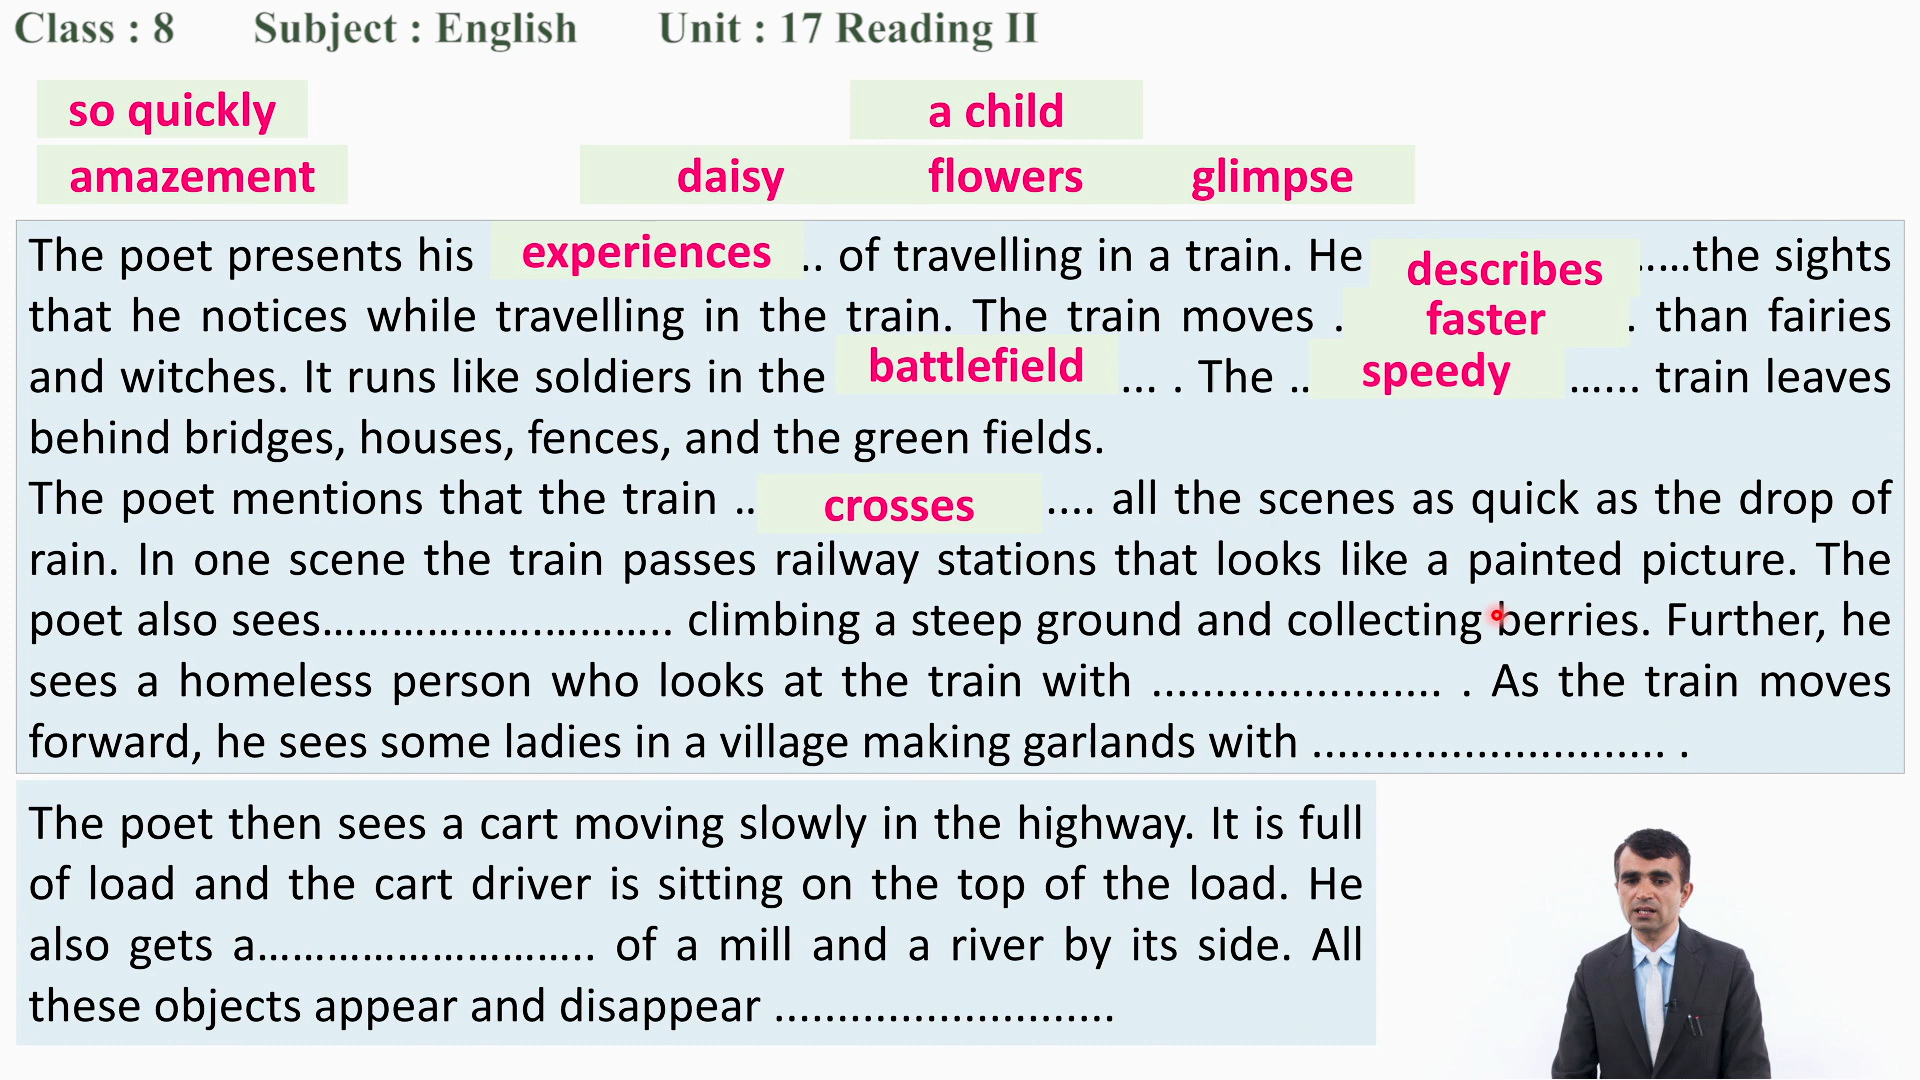 Class : 8 Subject : English Unit : 17 Reading II
so quickly a child
amazement daisy flowers glimpse
The poet presents his experiences .. of travelling in a train. He describes .....the sights
that he notices while travelling in the train. The train moves . faster . than fairies
and witches. It runs like soldiers in the battlefield ... . The .. speedy ...... train leaves
behind bridges, houses, fences, and the green fields.
The poet mentions that the train .. crosses .... all the scenes as quick as the drop of
rain. In one scene the train passes railway stations that looks like a painted picture. The
poet also sees.............................. climbing a steep ground and collecting berries. Further, he
sees a homeless person who looks at the train with ....................... . As the train moves
forward, he sees some ladies in a village making garlands with ............................ .
The poet then sees a cart moving slowly in the highway. It is full
of load and the cart driver is sitting on the top of the load. He
also gets a............................. of a mill and a river by its side. All
these objects appear and disappear ...........................